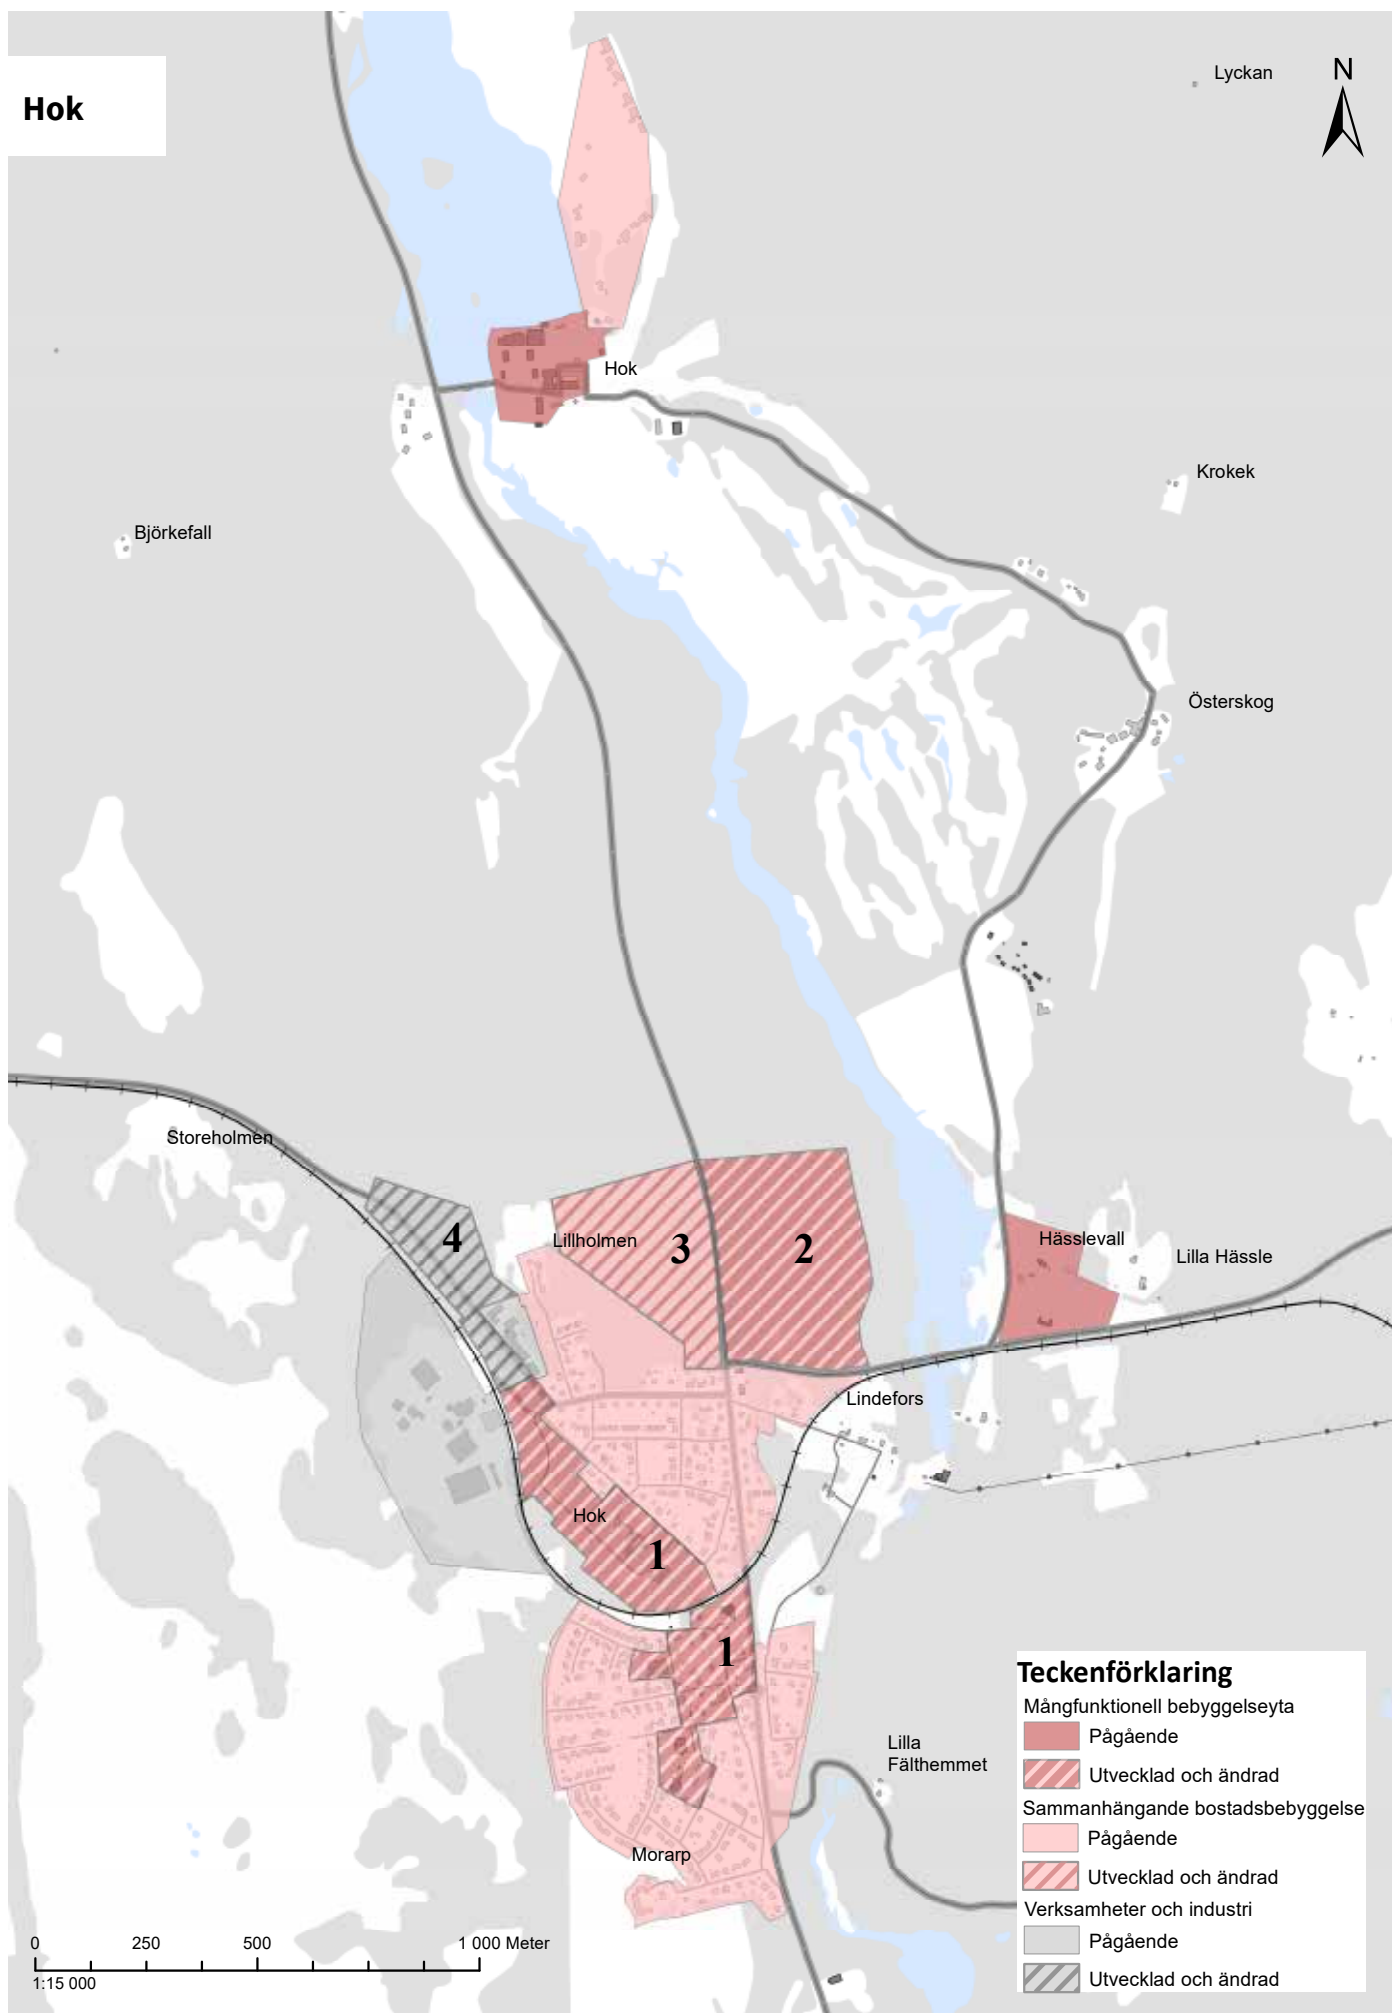 Hok
Lyckan
N
Hok
Krokek
Björkefall
Österskog
Storeholmen
4
Lillholmen
3
2
Hässlevall
Lilla Hässle
Lindefors
Hok
1
1
Morarp
Lilla
Fälthemmet
Teckenförklaring
Mångfunktionell bebyggelseyta
Pågående
Utvecklad och ändrad
Sammanhängande bostadsbebyggelse
Pågående
Utvecklad och ändrad
Verksamheter och industri
Pågående
Utvecklad och ändrad
0 250 500 1 000 Meter
1:15 000